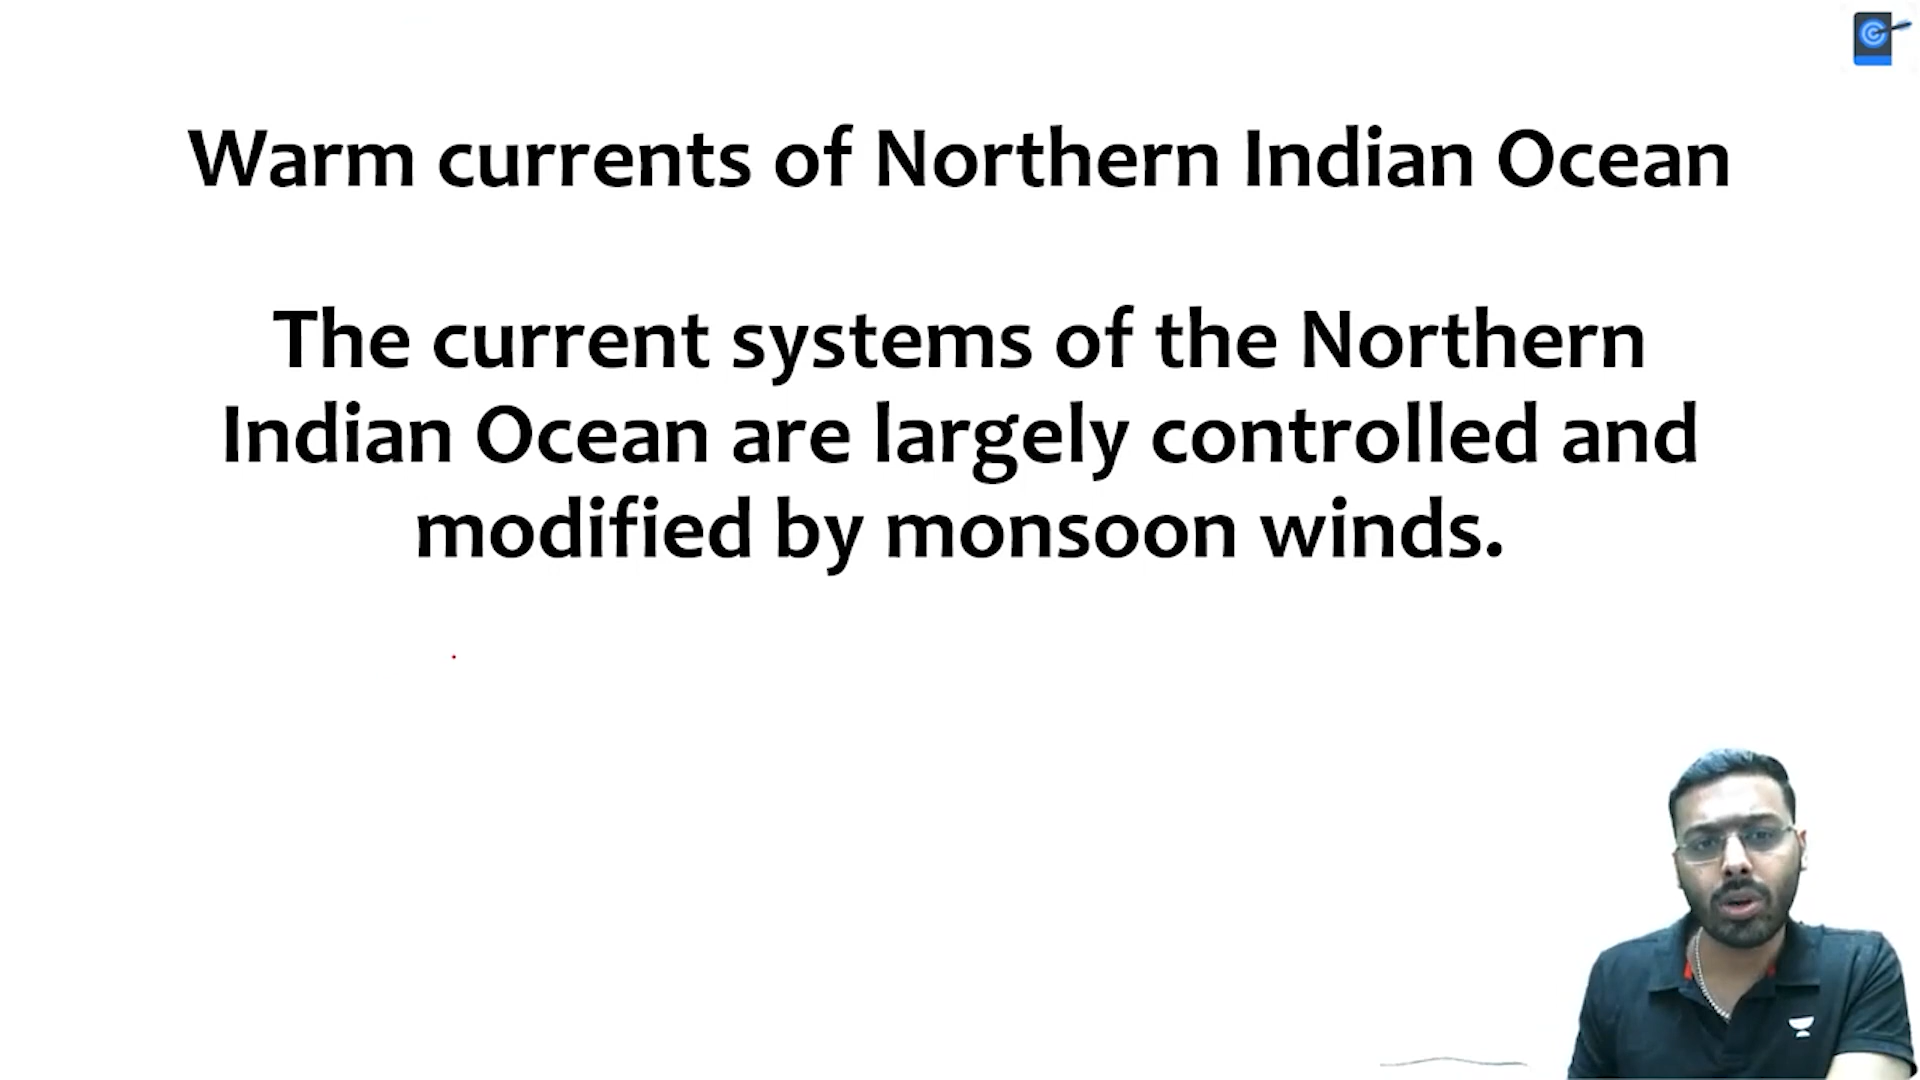 Warm currents of Northern Indian Ocean
The current systems of the Northern
Indian Ocean are largely controlled and
modified by monsoon winds.